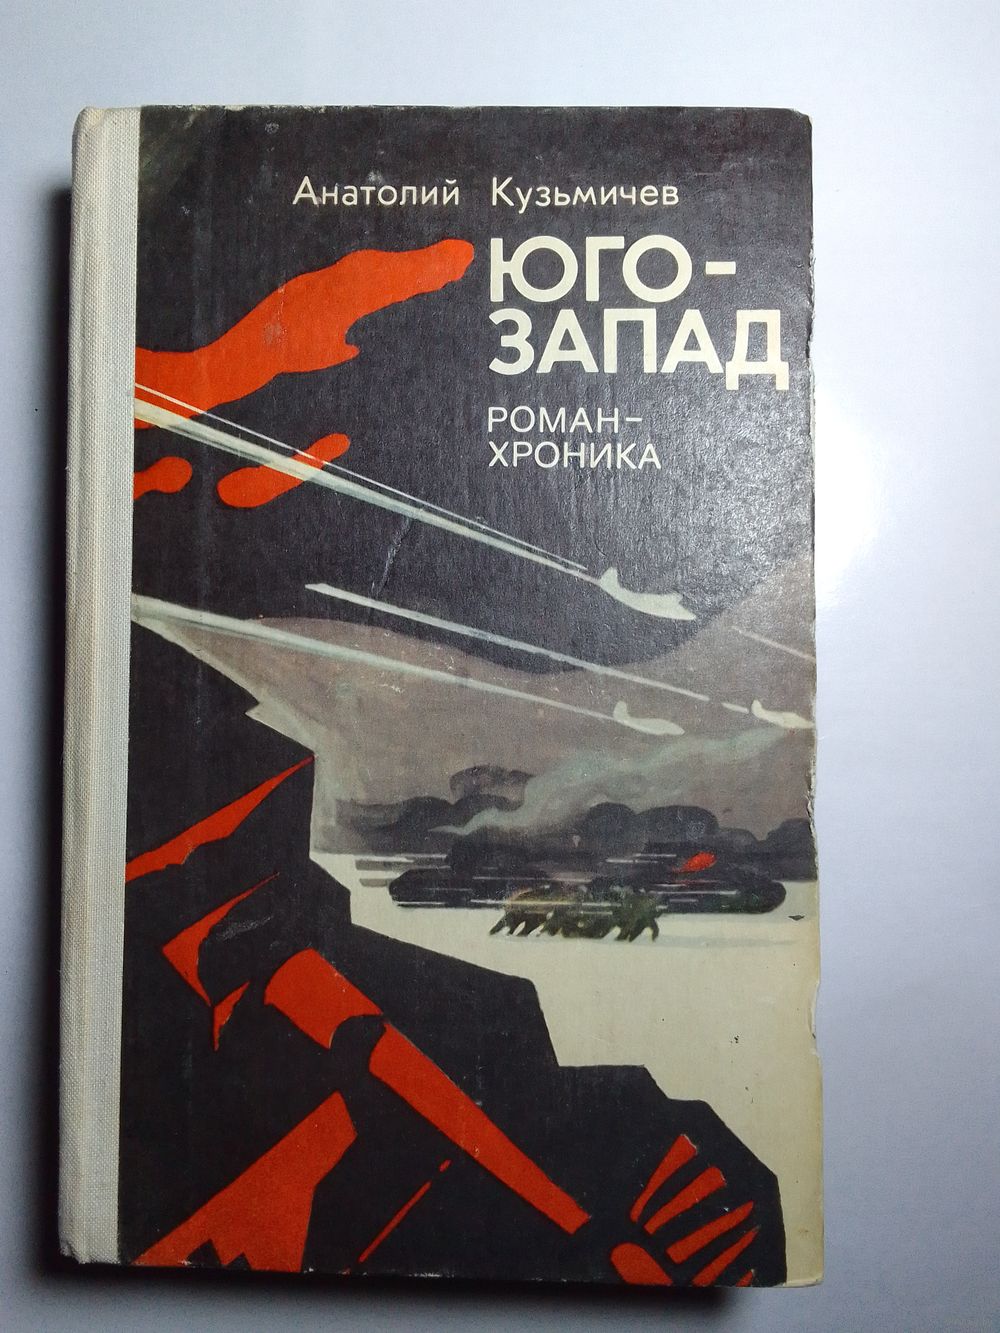 Анатолий Кузьмичев
ЮГО-
ЗАПАД
РОМАН-
ХРОНИКА